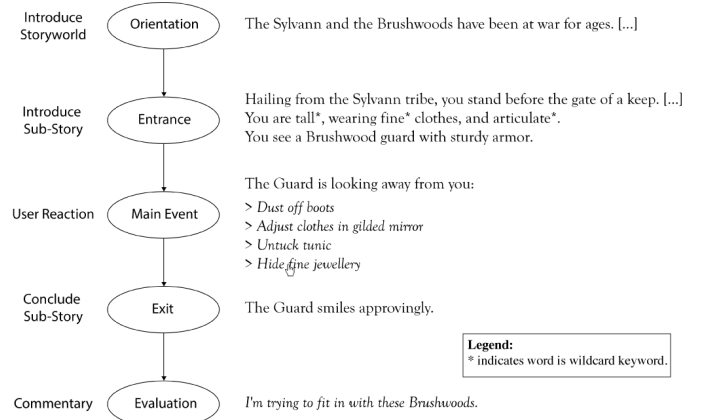 Introduce
Storyworld
Orientation
The Sylvann and the Brushwoods have been at war for ages. [...]
Introduce
Sub-Story
Entrance
Hailing from the Sylvann tribe, you stand before the gate of a keep. [...]
You are tall*, wearing fine* clothes, and articulate*.
You see a Brushwood guard with sturdy armor.
User Reaction
Main Event
The Guard is looking away from you:
> Dust off boots
> Adjust clothes in gilded mirror
> Untuck tunic
> Hide fine jewellery
Conclude
Sub-Story
Exit
The Guard smiles approvingly.
Legend:
* indicates word is wildcard keyword.
Commentary
Evaluation
I'm trying to fit in with these Brushwoods.